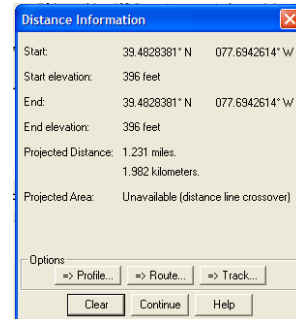 Distance Information
Start: 39.4828381° N 077.6942614° W
Start elevation: 396 feet
End: 39.4828381° N 077.6942614° W
End elevation: 396 feet
Projected Distance: 1.231 miles.
1.982 kilometers.
Projected Area: Unavailable (distance line crossover)
Options
=> Profile... => Route... => Track...
Clear Continue Help